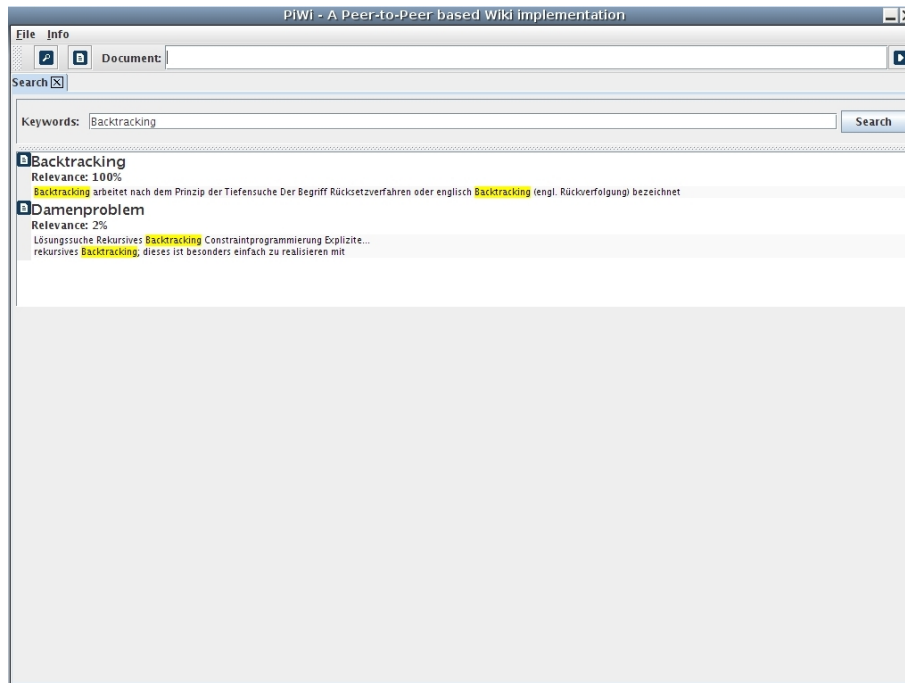 PiWi - A Peer-to-Peer based Wiki implementation
File Info
Document:
Search
Keywords: Backtracking Search
Backtracking
Relevance: 100%
Backtracking arbeitet nach dem Prinzip der Tiefensuche Der Begriff Rücksetzverfahren oder englisch Backtracking (engl. Rückverfolgung) bezeichnet
Damenproblem
Relevance: 2%
Lösungssuche Rekursives Backtracking Constraintprogrammierung Explizite...
rekursives Backtracking; dieses ist besonders einfach zu realisieren mit